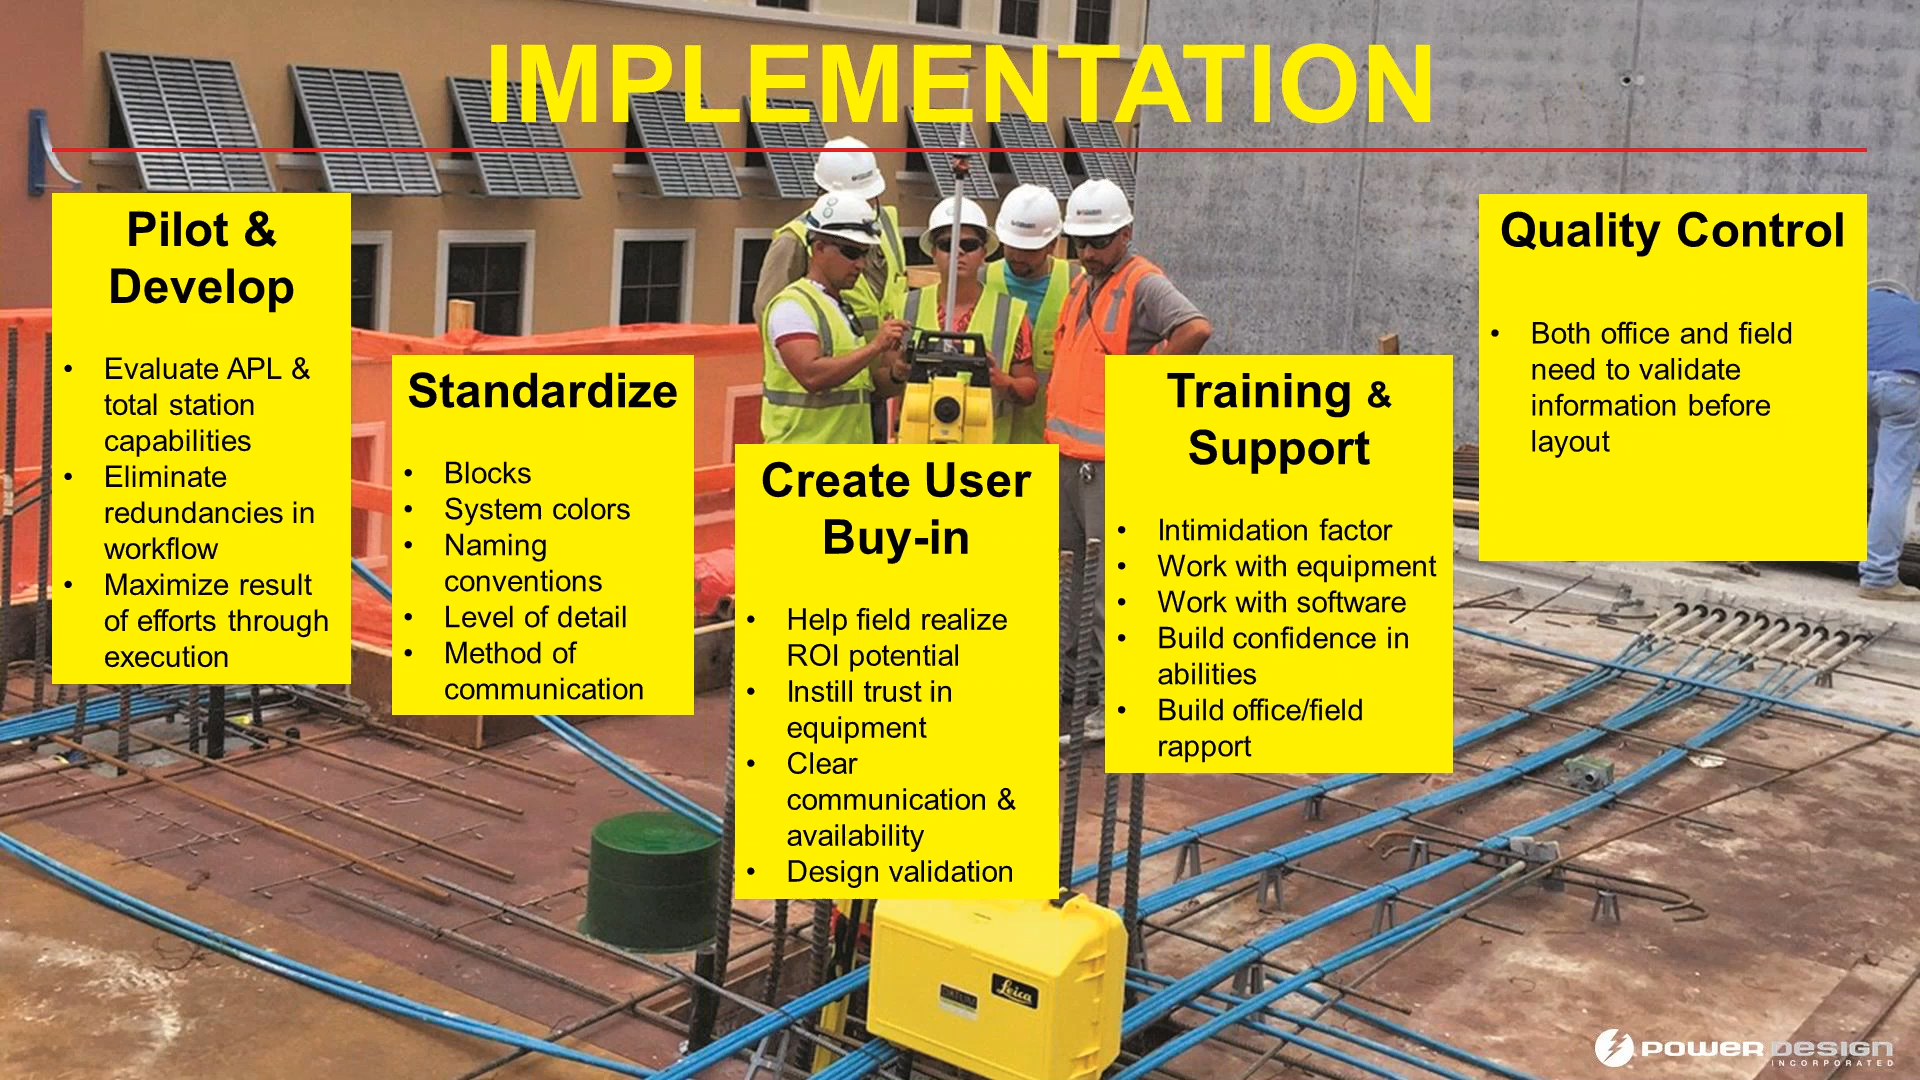 IMPLEMENTATION
Pilot &
Develop
• Evaluate APL &
total station
capabilities
• Eliminate
redundancies in
workflow
• Maximize result
of efforts through
execution
Standardize
• Blocks
• System colors
• Naming
conventions
• Level of detail
• Method of
communication
Create User
Buy-in
• Help field realize
ROI potential
• Instill trust in
equipment
• Clear
communication &
availability
• Design validation
Training &
Support
• Intimidation factor
• Work with equipment
• Work with software
• Build confidence in
abilities
• Build office/field
rapport
Quality Control
• Both office and field
need to validate
information before
layout
Leica
POWER DESIGN
INCORPORATED